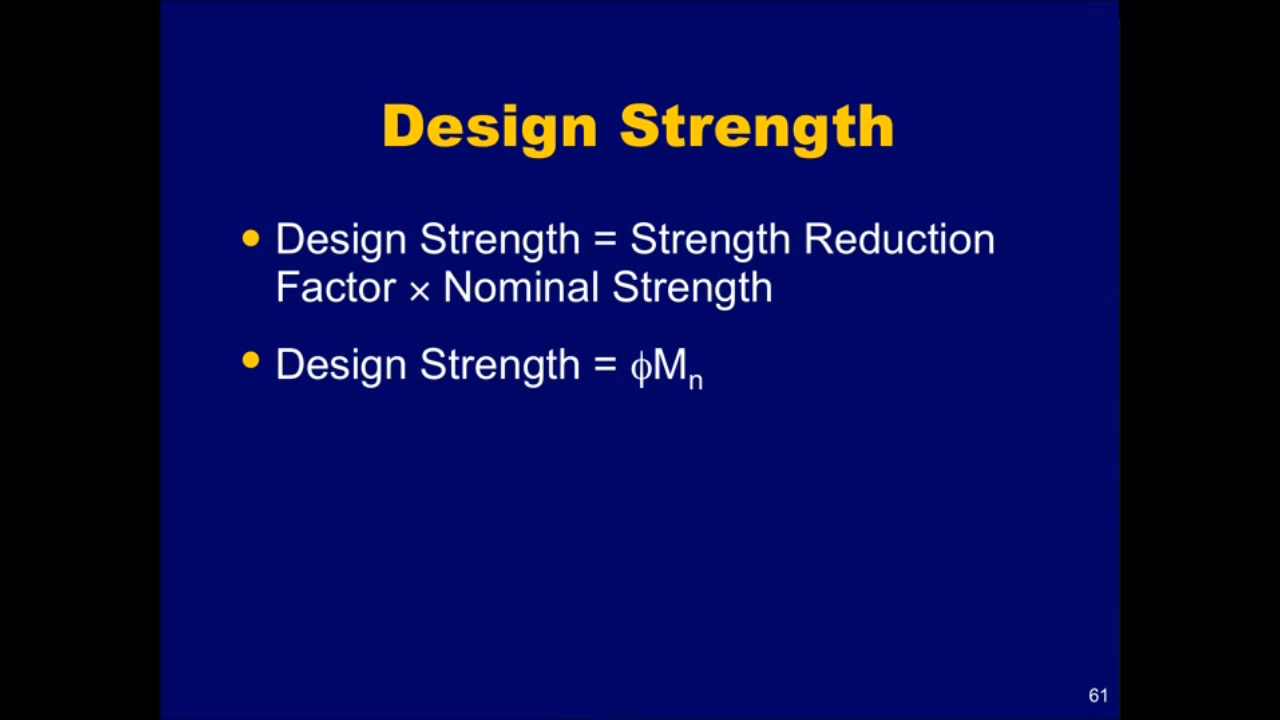 Design Strength
• Design Strength = Strength Reduction
Factor × Nominal Strength
• Design Strength = ϕMn
61